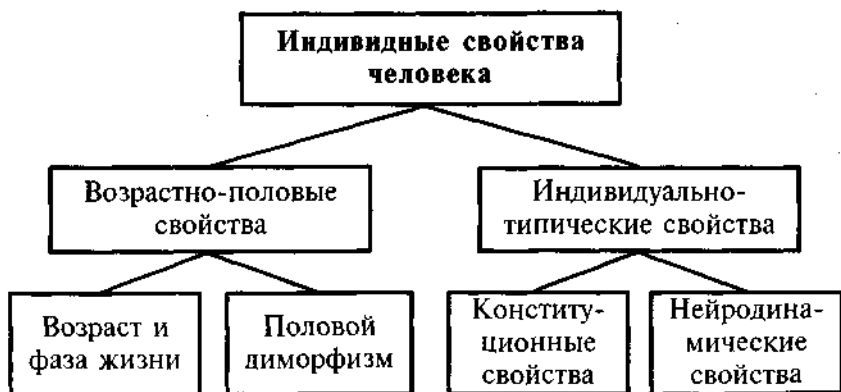 Индивидные свойства
человека
Возрастно-половые
свойства
Индивидуально-
типические свойства
Возраст и
фаза жизни
Половой
диморфизм
Конститу-
ционные
свойства
Нейродина-
мические
свойства